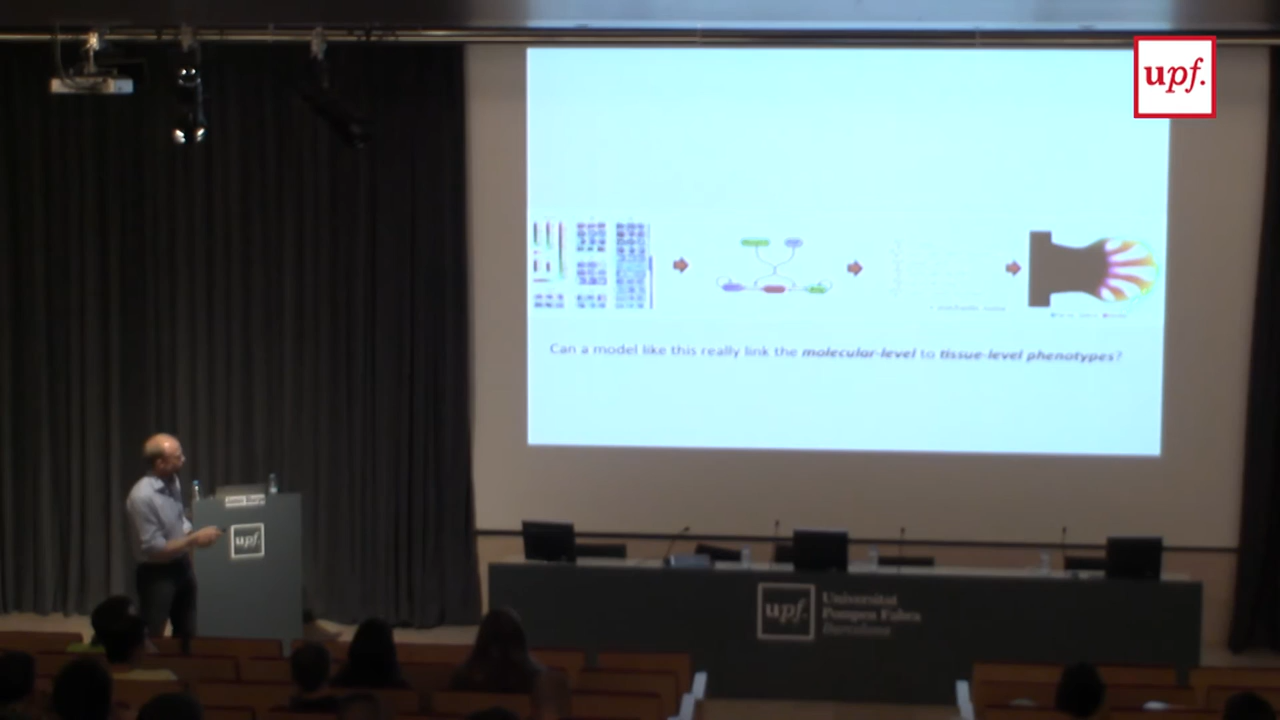 upf.
Can a model like this really link the molecular-level to tissue-level phenotypes?
upf.
upf.
Universitat
Pompeu Fabra
Barcelona